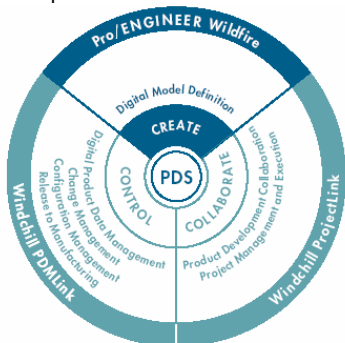 Pro/ENGINEER Wildfire
Digital Model Definition
CREATE
PDS
CONTROL
COLLABORATE
Digital Product Data Management
Change Management
Configuration Management
Release to Manufacturing
Product Development Collaboration
Project Management and Execution
Windchill PDMLink
Windchill ProjectLink